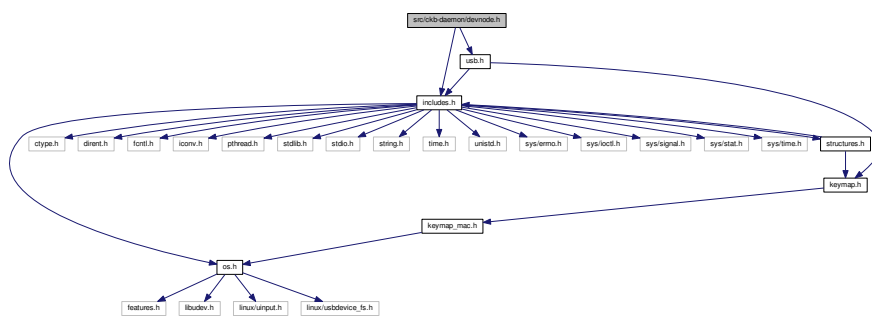 src/ckb-daemon/devnode.h
usb.h
includes.h
ctype.h dirent.h fcntl.h iconv.h pthread.h stdlib.h stdio.h string.h time.h unistd.h sys/errno.h sys/ioctl.h sys/signal.h sys/stat.h sys/time.h structures.h
keymap.h
keymap_mac.h
os.h
features.h libudev.h linux/uinput.h linux/usbdevice_fs.h